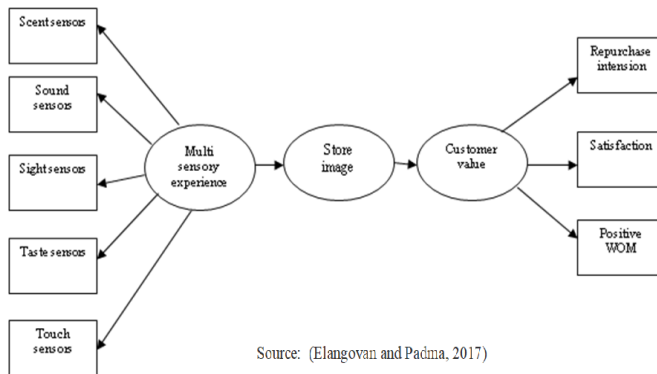 Scent sensors
Sound
sensors
Sight sensors
Taste sensors
Touch
sensors
Multi
sensory
experience
Store
image
Customer
value
Repurchase
intension
Satisfaction
Positive
WOM
Source:  (Elangovan and Padma, 2017)